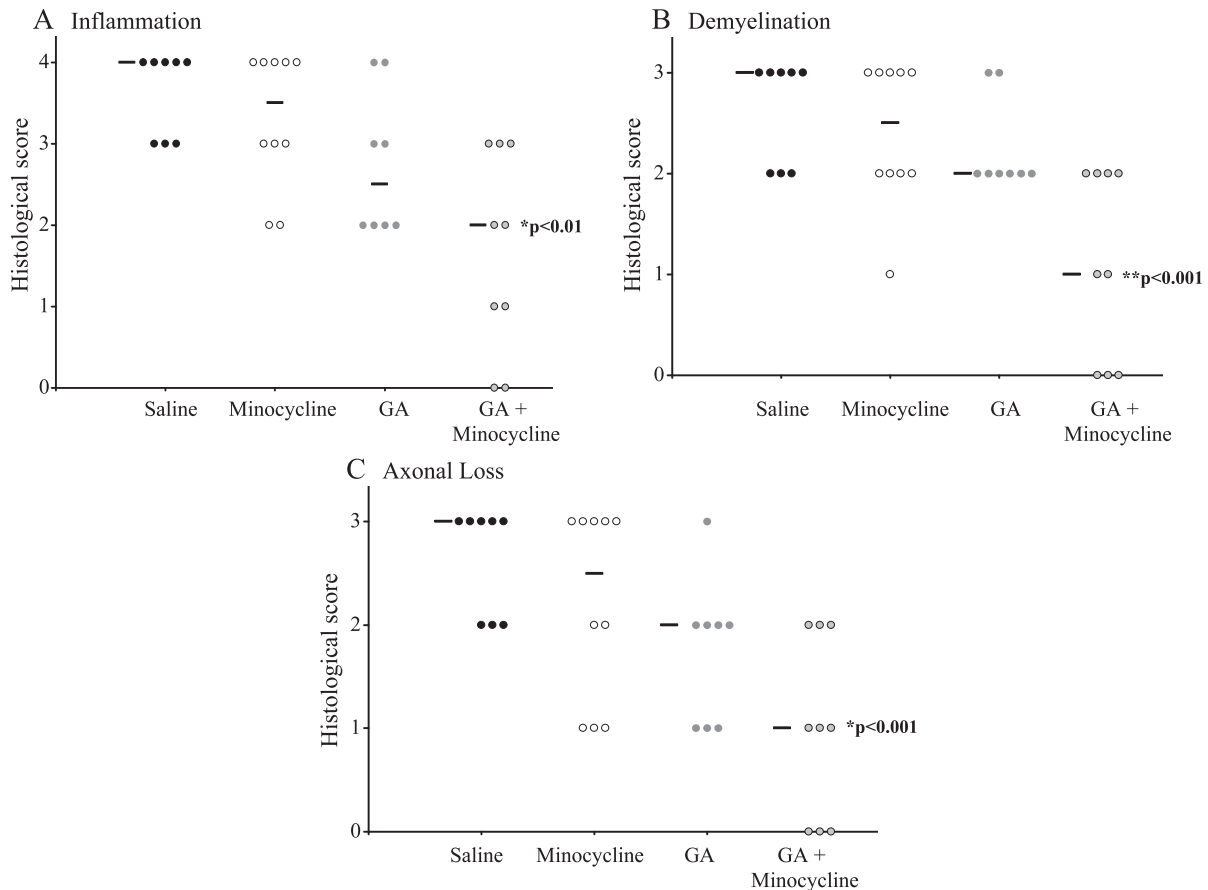 A Inflammation
Histological score
4
3
2
1
0
*p<0.01
Saline
Minocycline
GA
GA +
Minocycline
B Demyelination
Histological score
3
2
1
0
**p<0.001
Saline
Minocycline
GA
GA +
Minocycline
C Axonal Loss
Histological score
3
2
1
0
*p<0.001
Saline
Minocycline
GA
GA +
Minocycline